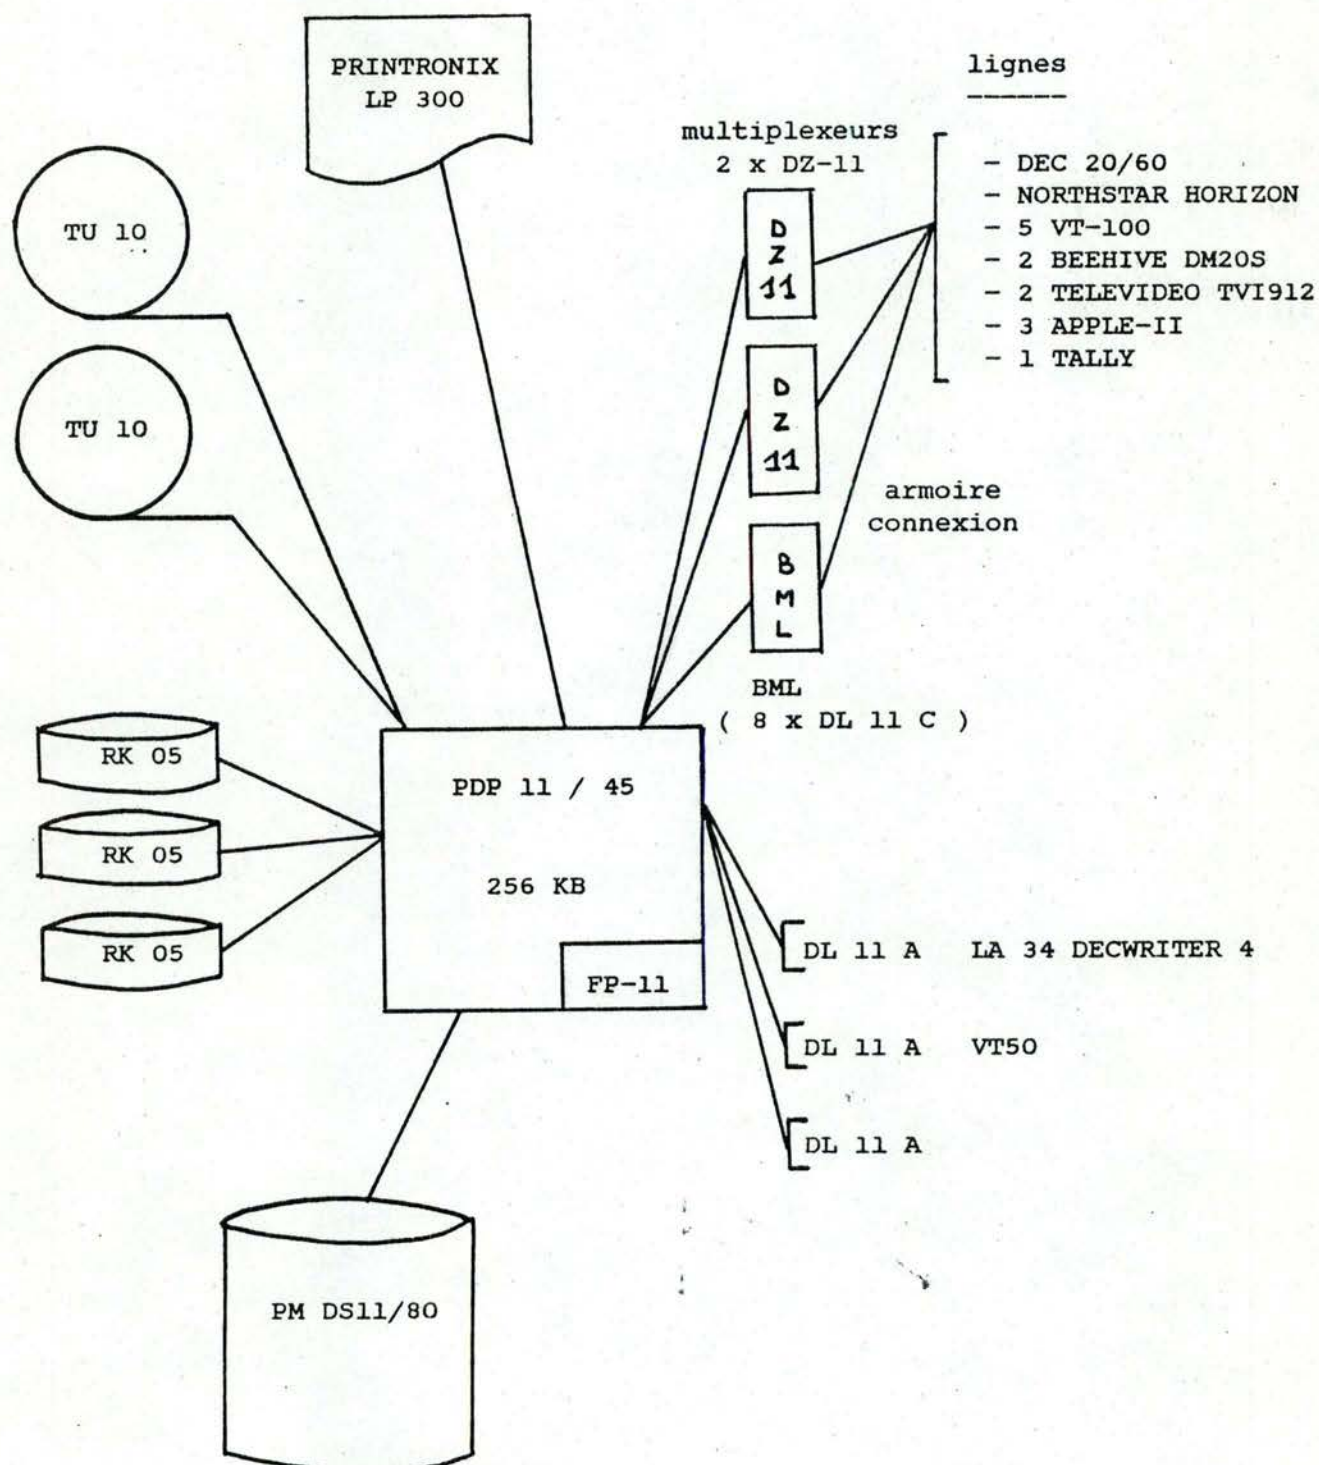 PRINTRONIX
LP 300
lignes
multiplexeurs
2 x DZ-11
- DEC 20/60
- NORTHSTAR HORIZON
- 5 VT-100
- 2 BEEHIVE DM20S
- 2 TELEVIDEO TVI912
- 3 APPLE-II
- 1 TALLY
TU 10
TU 10
D
Z
11
D
Z
11
armoire
connexion
B
M
L
BML
( 8 x DL 11 C )
RK 05
RK 05
RK 05
PDP 11 / 45
256 KB
FP-11
DL 11 A LA 34 DECWRITER 4
DL 11 A VT50
DL 11 A
PM DS11/80